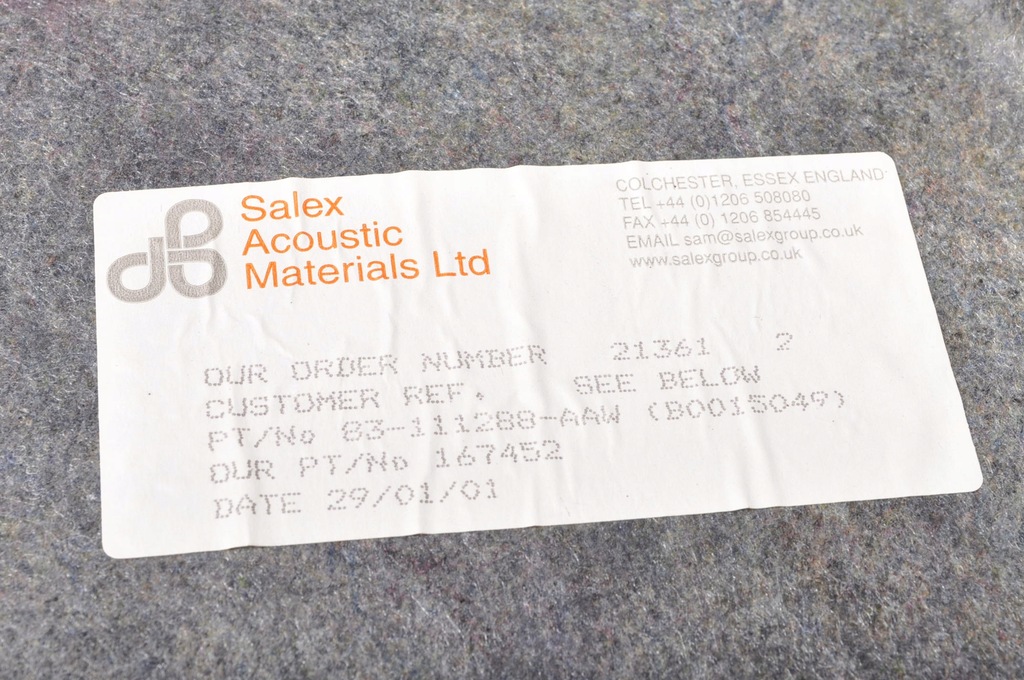 Salex
Acoustic
Materials Ltd
COLCHESTER, ESSEX ENGLAND
TEL +44 (0)1206 508080
FAX +44 (0) 1206 854445
EMAIL sam@salexgroup.co.uk
www.salexgroup.co.uk
OUR ORDER NUMBER 21361 2
CUSTOMER REF. SEE BELOW
PT/No 83-111288-AAW (B0015049)
OUR PT/No 167452
DATE 29/01/01